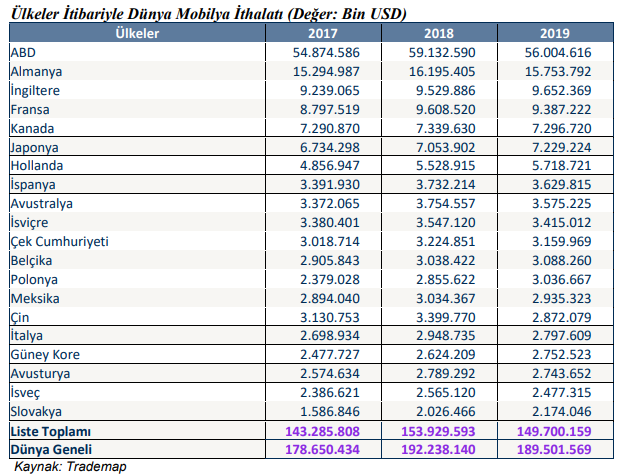 Ülkeler İtibariyle Dünya Mobilya İthalatı (Değer: Bin USD)
Ülkeler 2017 2018 2019
ABD 54.874.586 59.132.590 56.004.616
Almanya 15.294.987 16.195.405 15.753.792
İngiltere 9.239.065 9.529.886 9.652.369
Fransa 8.797.519 9.608.520 9.387.222
Kanada 7.290.870 7.339.630 7.296.720
Japonya 6.734.298 7.053.902 7.229.224
Hollanda 4.856.947 5.528.915 5.718.721
İspanya 3.391.930 3.732.214 3.629.815
Avustralya 3.372.065 3.754.557 3.575.225
İsviçre 3.380.401 3.547.120 3.415.012
Çek Cumhuriyeti 3.018.714 3.224.851 3.159.969
Belçika 2.905.843 3.038.422 3.088.260
Polonya 2.379.028 2.855.622 3.036.667
Meksika 2.894.040 3.034.367 2.935.323
Çin 3.130.753 3.399.770 2.872.079
İtalya 2.698.934 2.948.735 2.797.609
Güney Kore 2.477.727 2.624.209 2.752.523
Avusturya 2.574.634 2.789.292 2.743.652
İsveç 2.386.621 2.565.120 2.477.315
Slovakya 1.586.846 2.026.466 2.174.046
Liste Toplamı 143.285.808 153.929.593 149.700.159
Dünya Geneli 178.650.434 192.238.140 189.501.569
Kaynak: Trademap